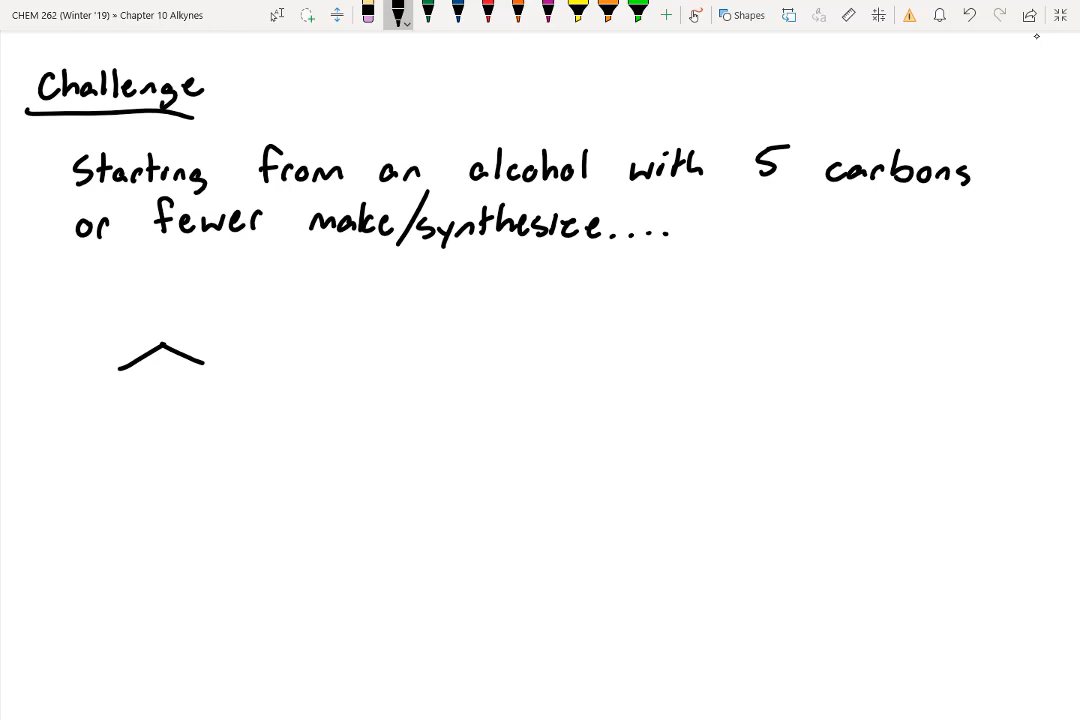 CHEM 262 (Winter '19) » Chapter 10 Alkynes
Shapes
Challenge
Starting from an alcohol with 5 carbons
or fewer make/synthesize....